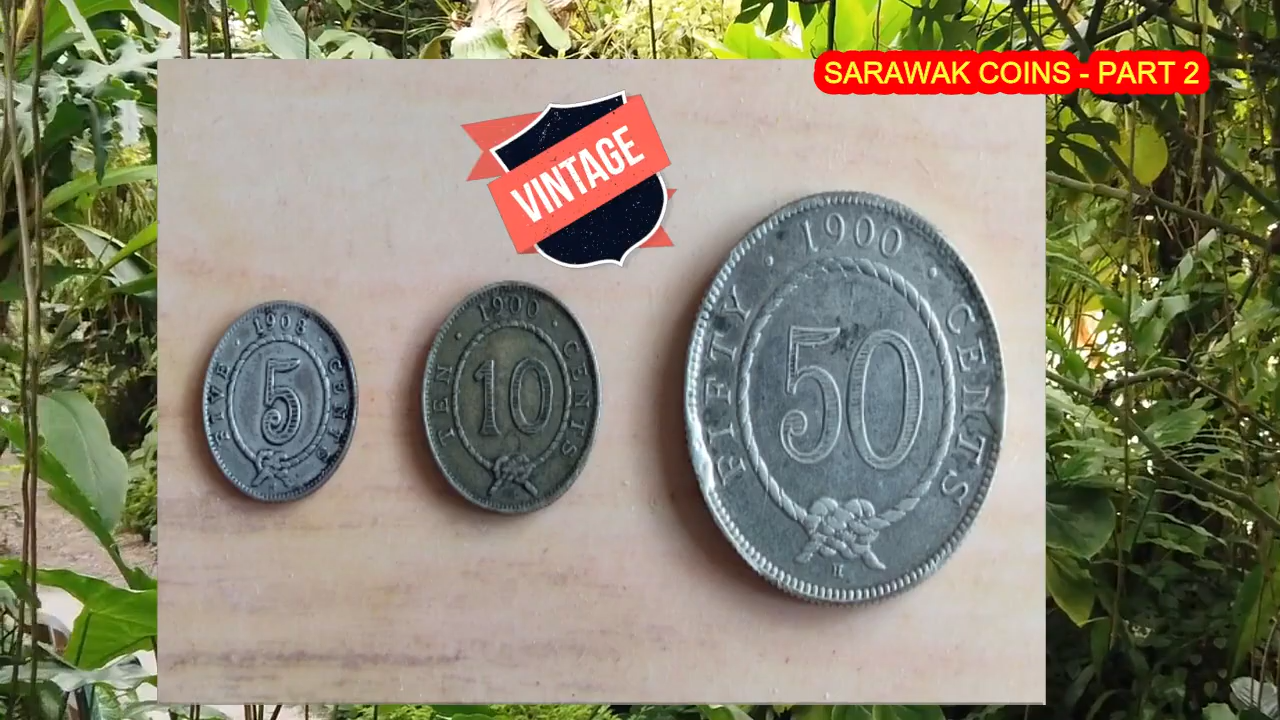 SARAWAK COINS - PART 2
VINTAGE
1908
FIVE CENTS
5
1900
TEN CENTS
10
1900
FIFTY CENTS
50
H